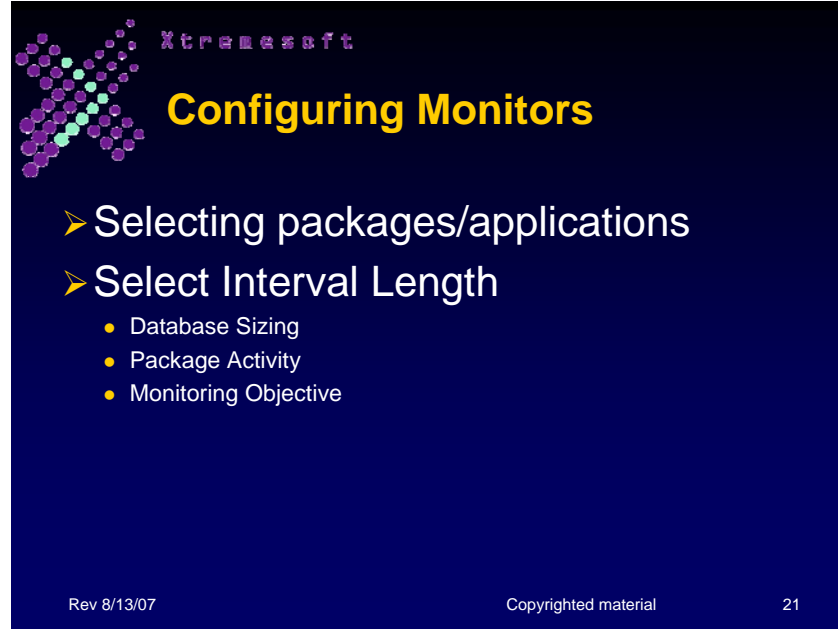 Xtremesoft
Configuring Monitors
➢Selecting packages/applications
➢Select Interval Length
● Database Sizing
● Package Activity
● Monitoring Objective
Rev 8/13/07 Copyrighted material 21